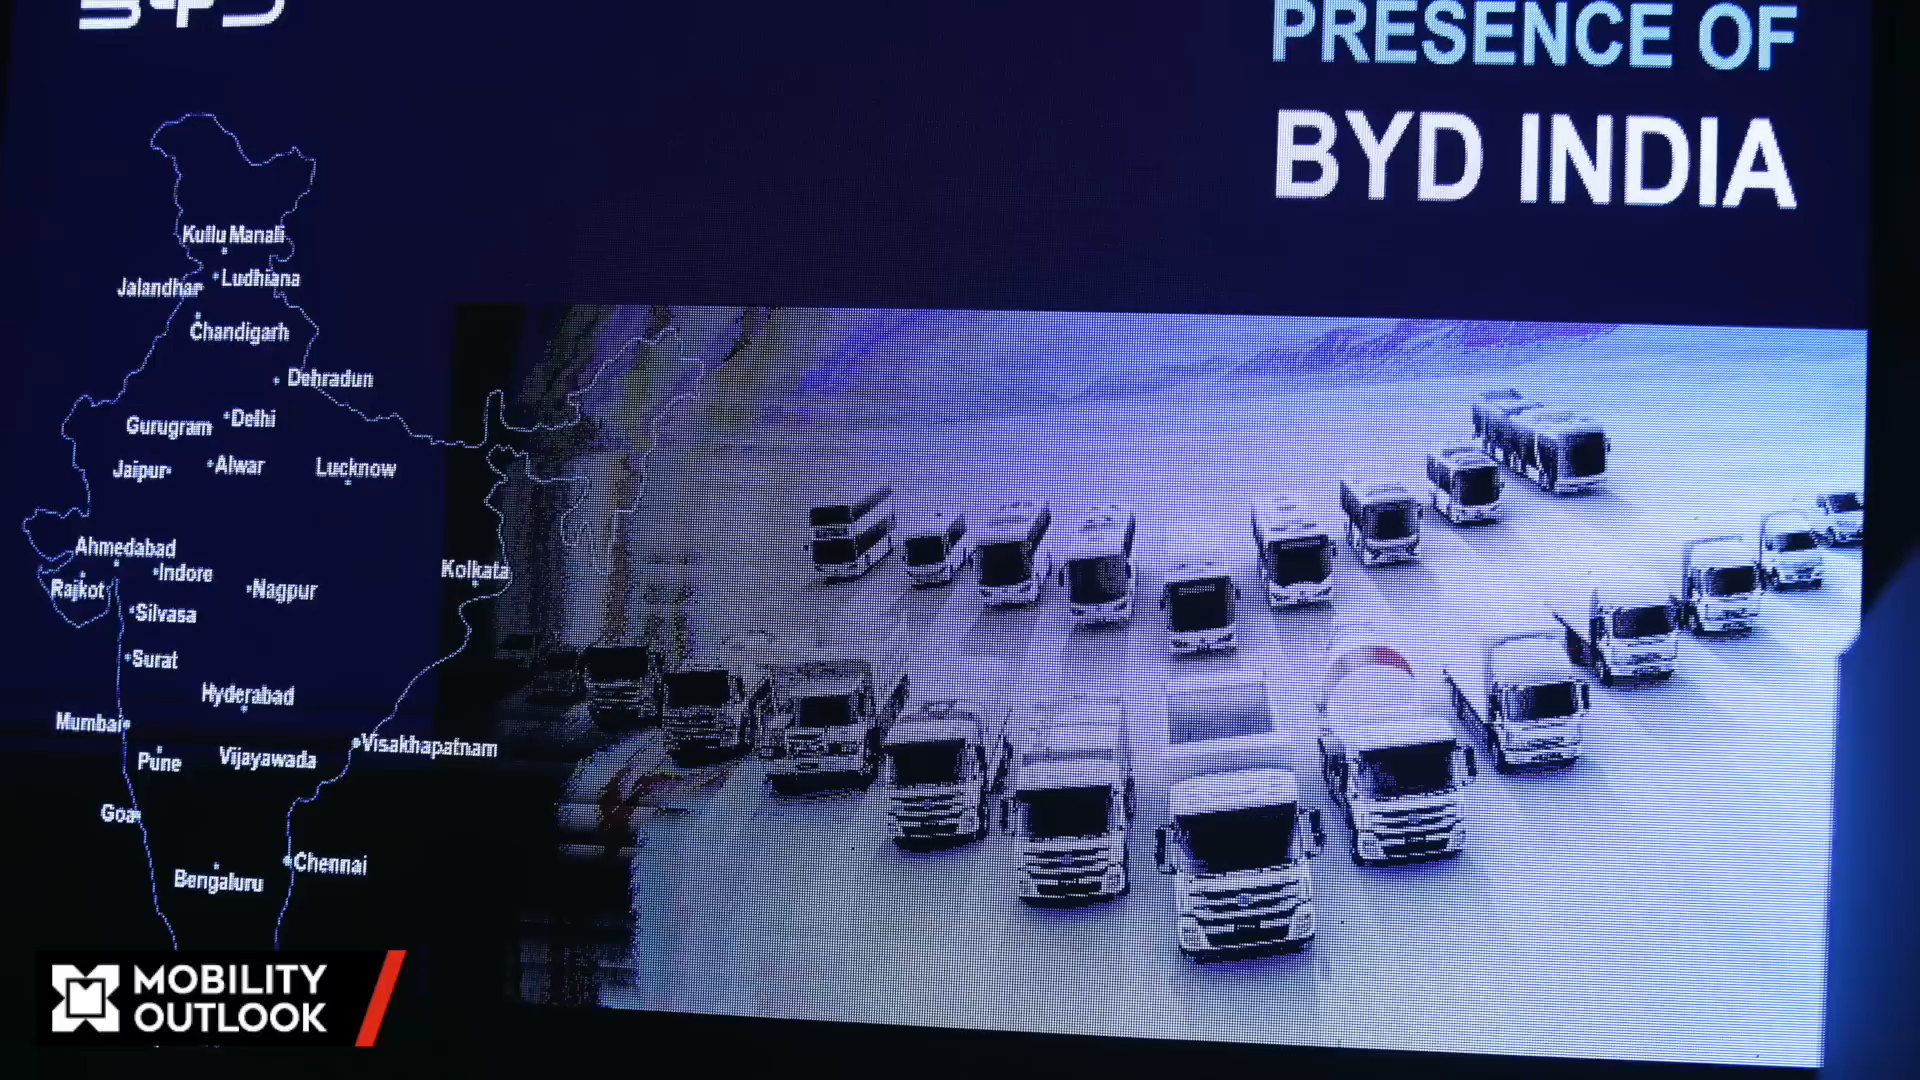 BYD
PRESENCE OF
BYD INDIA
Kullu Manali
Ludhiana
Jalandhar
Chandigarh
Dehradun
Delhi
Gurugram
Jaipur
Alwar
Lucknow
Ahmedabad
Indore
Kolkata
Rajkot
Nagpur
Silvasa
Surat
Hyderabad
Mumbai
Visakhapatnam
Pune
Vijayawada
Goa
Chennai
Bengaluru
MOBILITY
OUTLOOK